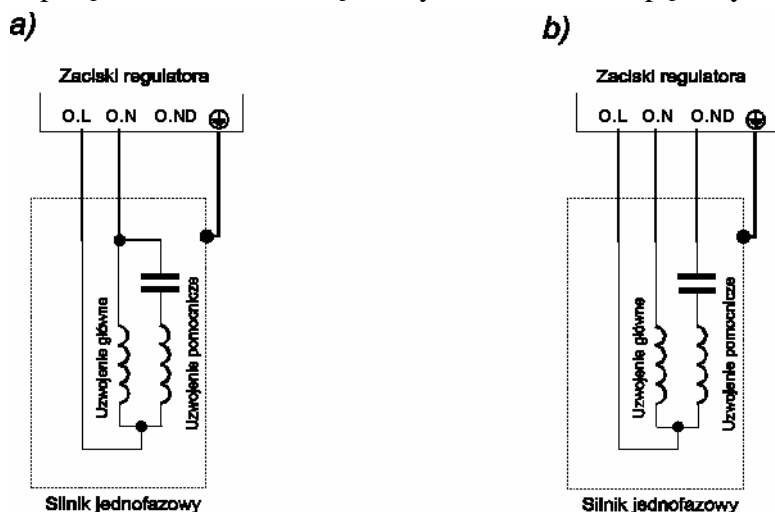 a)
Zaciski regulatora
O.L O.N O.ND
Uzwojenie główne
Uzwojenie pomocnicze
Silnik jednofazowy
b)
Zaciski regulatora
O.L O.N O.ND
Uzwojenie główne
Uzwojenie pomocnicze
Silnik jednofazowy